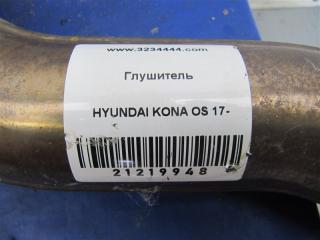 www.3234444.com
Глушитель
HYUNDAI KONA OS 17-
21219948